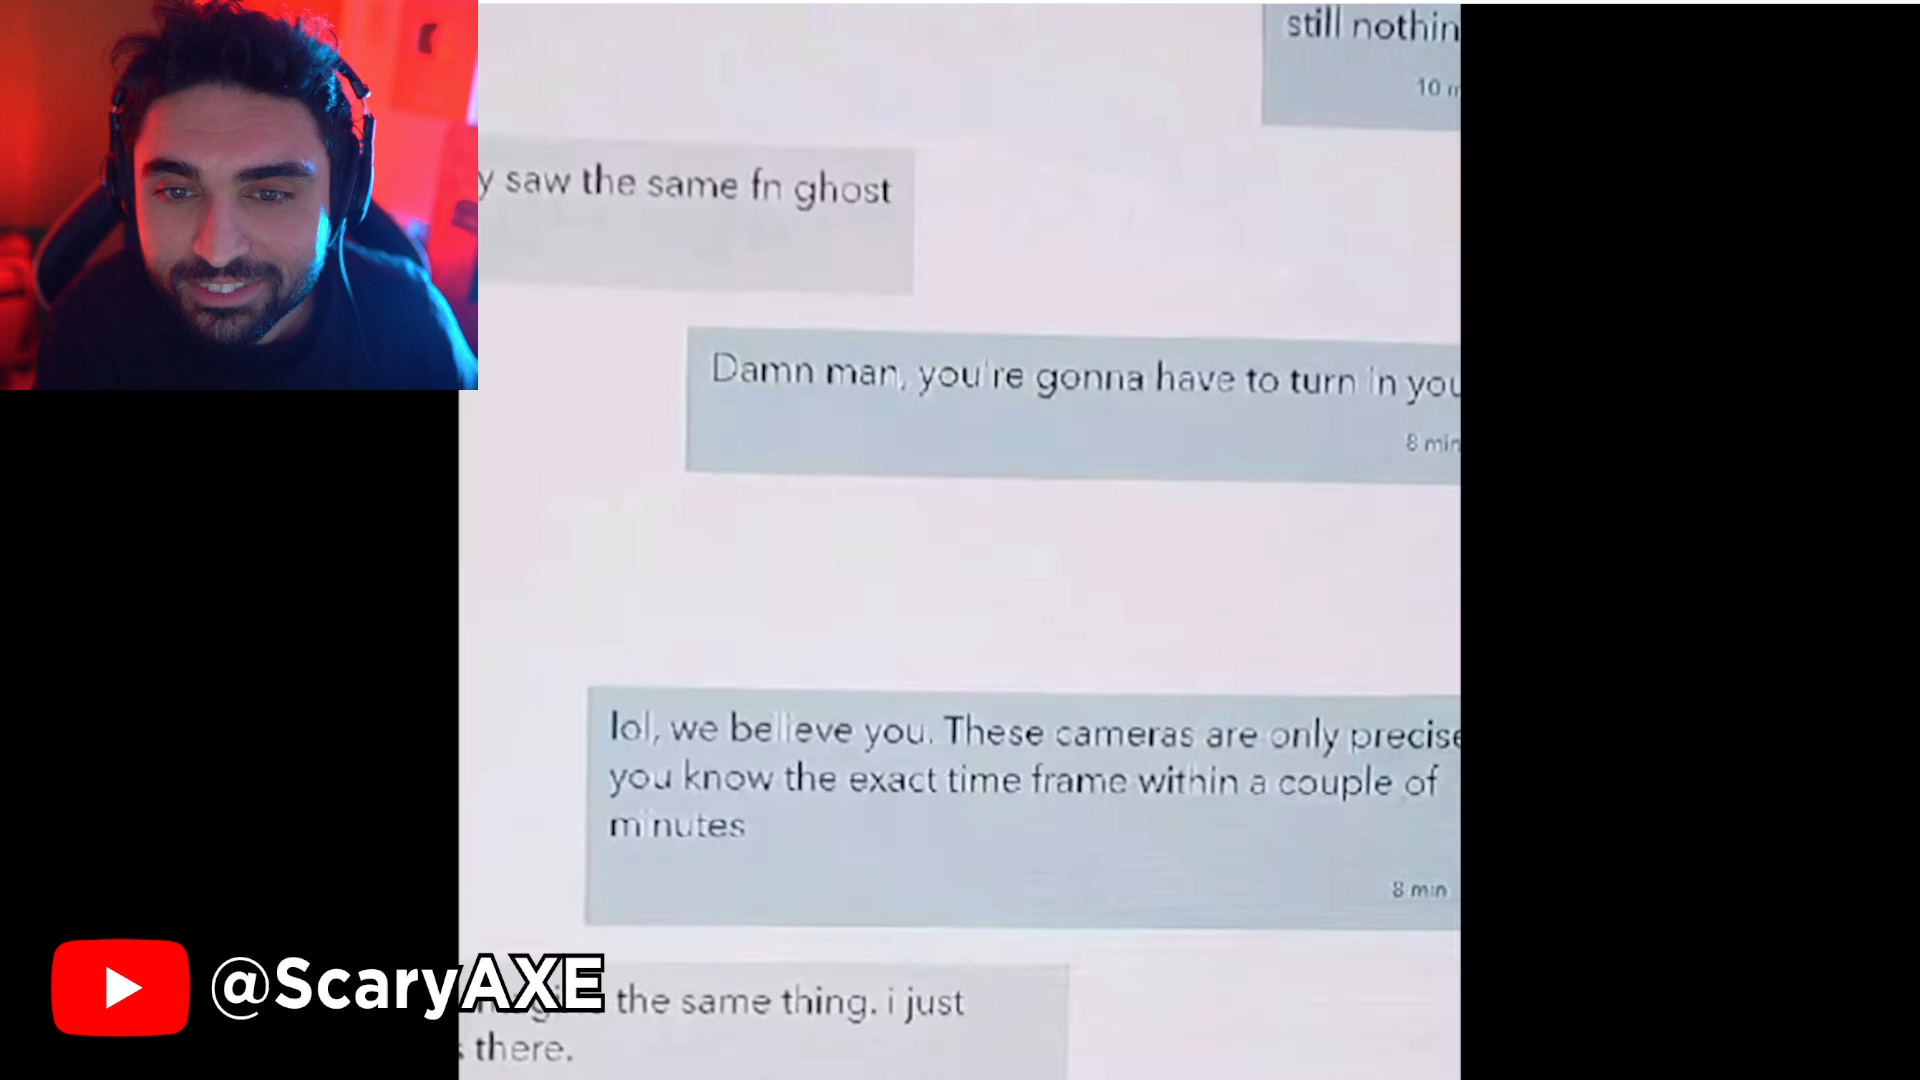 still nothin
10 m
y saw the same fn ghost
Damn man, you're gonna have to turn in you
8 min
lol, we believe you. These cameras are only precise
you know the exact time frame within a couple of
minutes
8 min
the same thing. i just
there.
@ScaryAXE